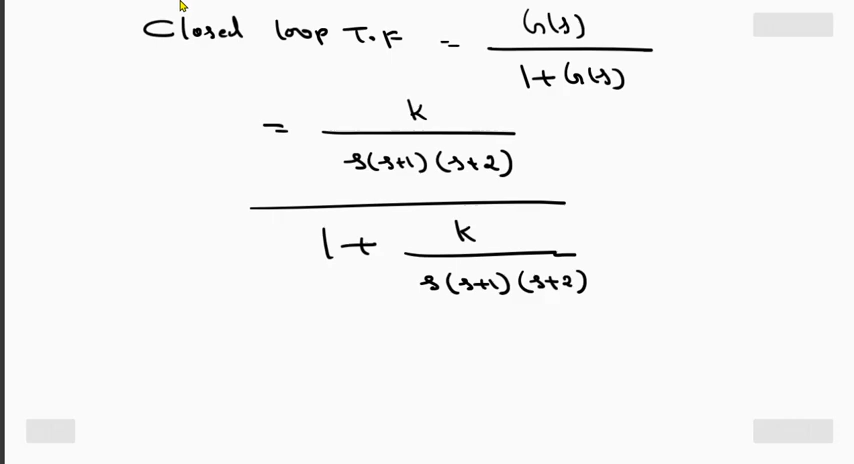 Closed loop T.F = G(s) / 1+G(s)
= k / s(s+1)(s+2)
1+ k / s(s+1)(s+2)